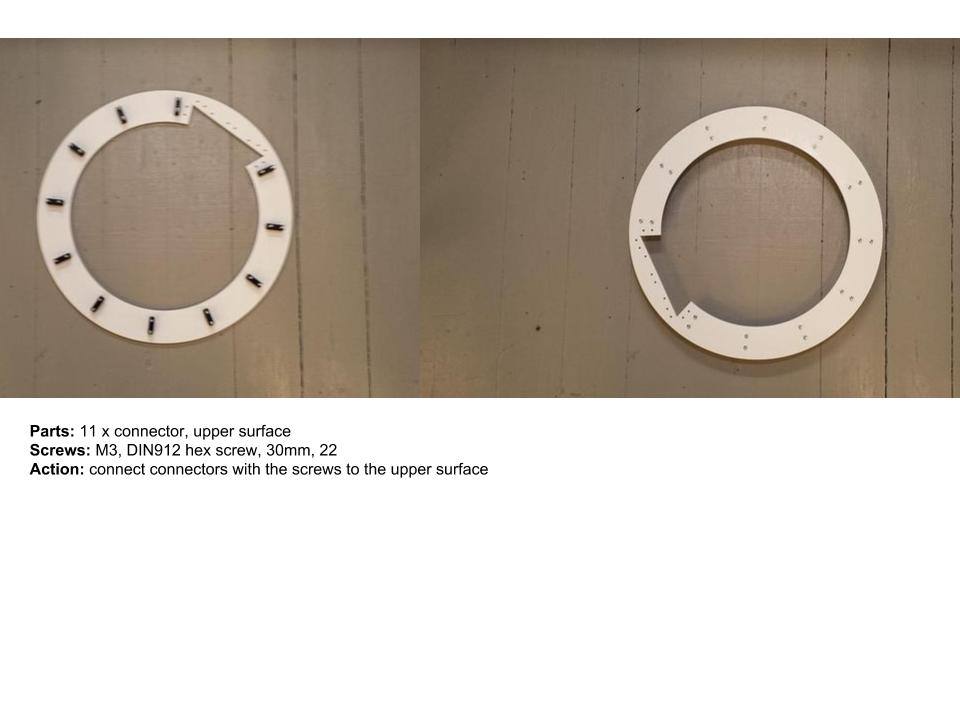 Parts: 11 x connector, upper surface
Screws: M3, DIN912 hex screw, 30mm, 22
Action: connect connectors with the screws to the upper surface